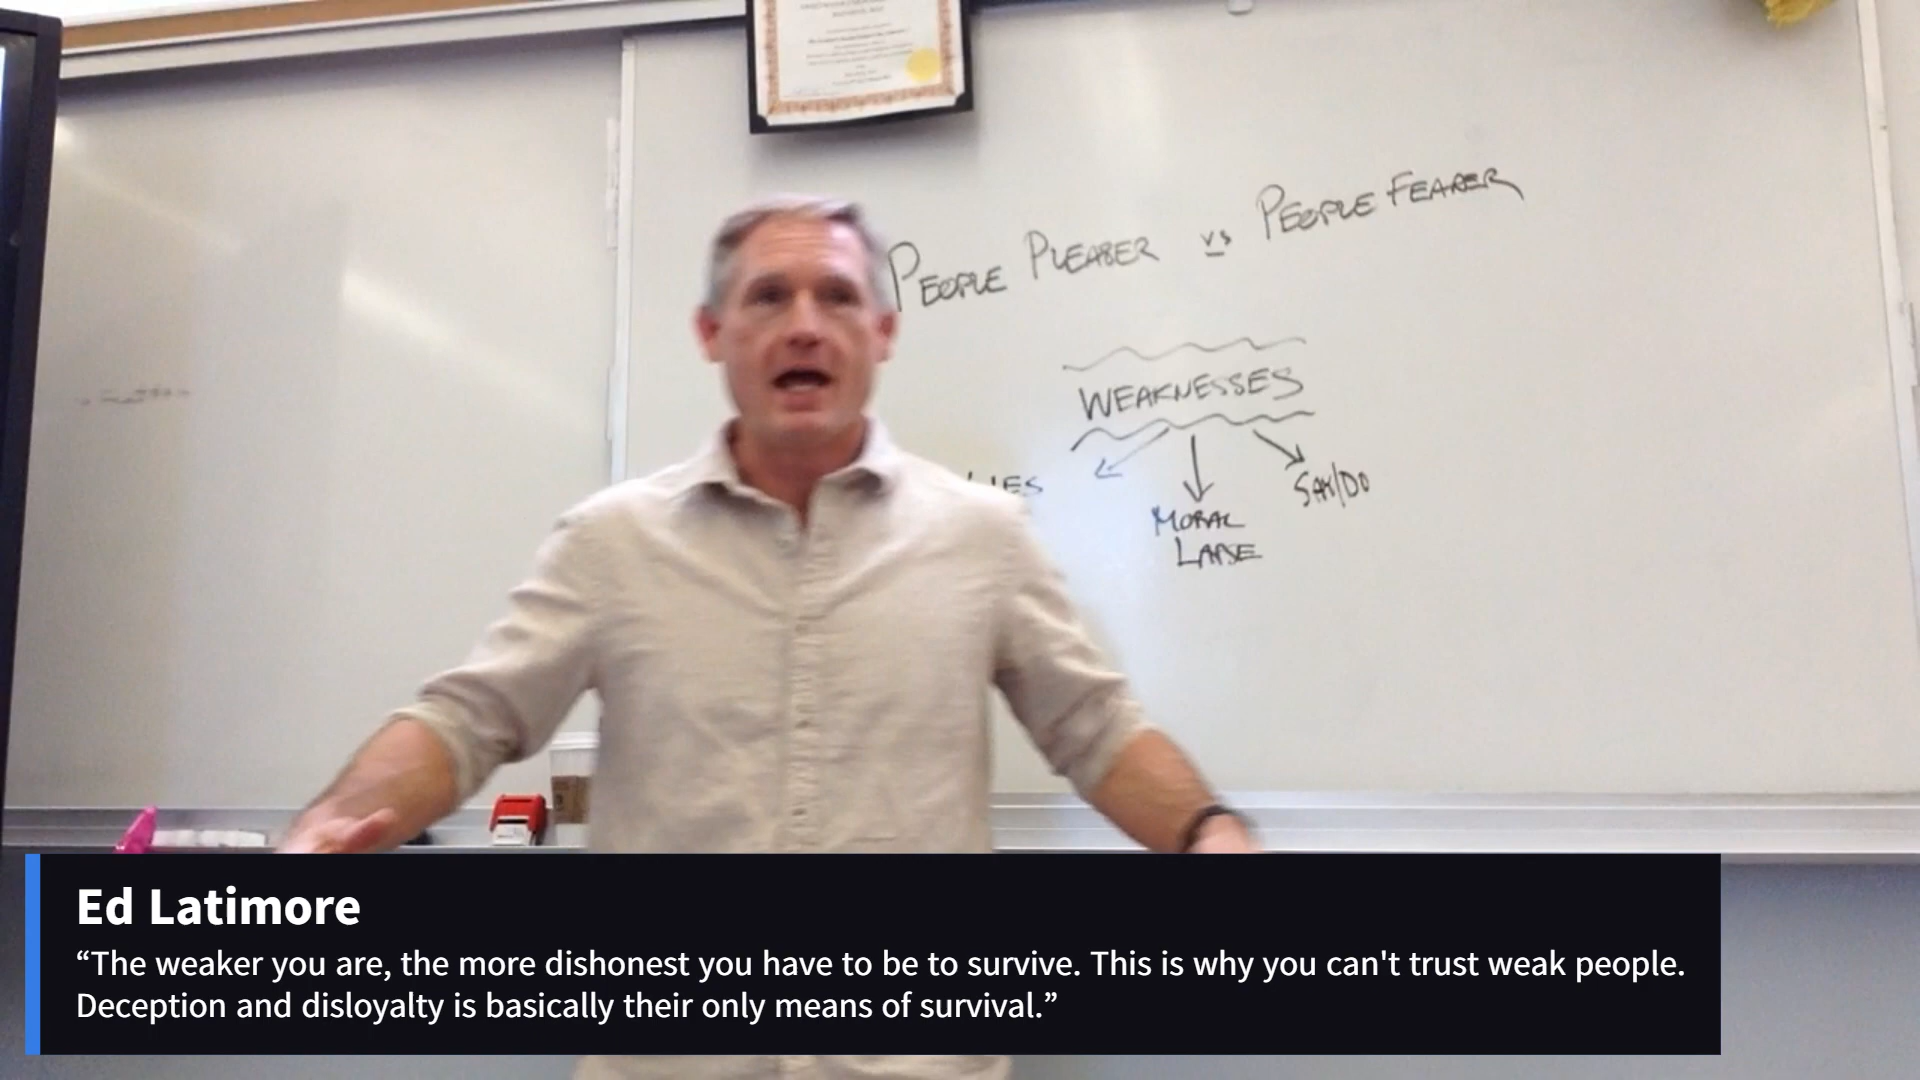 PEOPLE PLEASER vs PEOPLE FEARER
WEAKNESSES
LIES
SAY/DO
MORAL
LAPSE
Ed Latimore
“The weaker you are, the more dishonest you have to be to survive. This is why you can't trust weak people.
Deception and disloyalty is basically their only means of survival.”